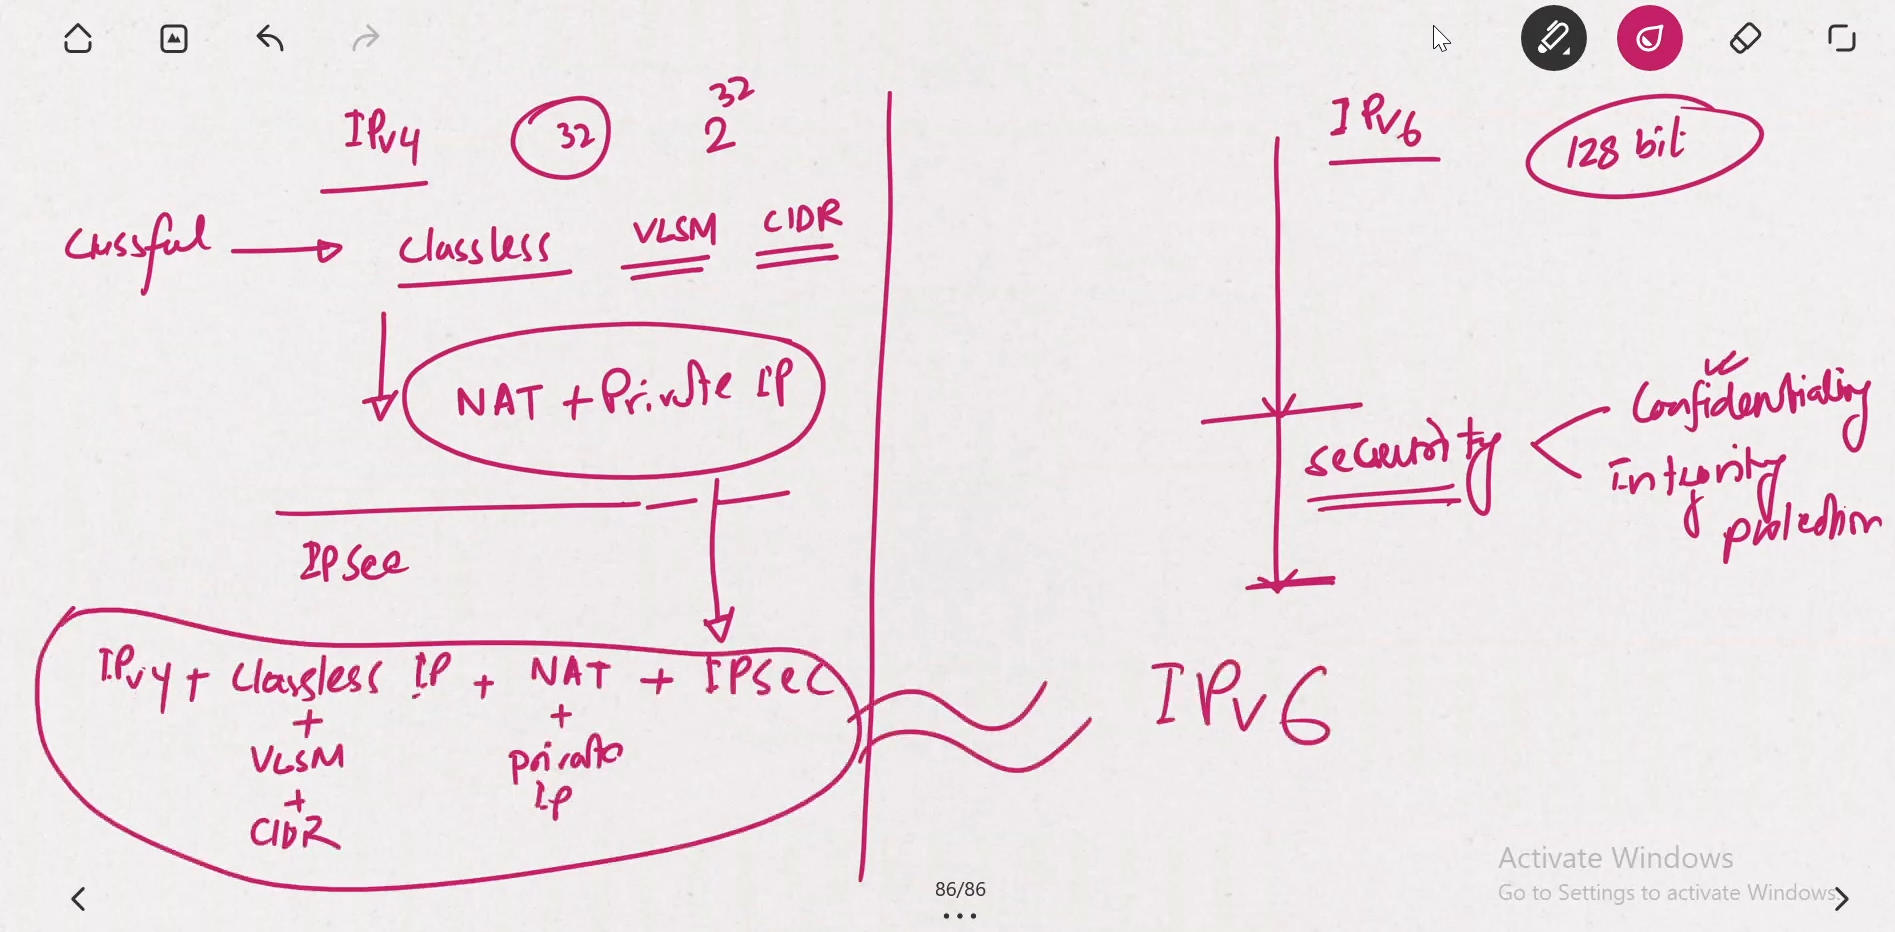 IPv4 32 2^32
Classful → Classless VLSM CIDR
NAT + Private IP
IPSec
IPv4 + Classless IP + NAT + IPSec
+ +
VLSM Private
+ IP
CIDR
IPv6 128 bit
Security
Confidentiality
Integrity
protection
IPv6
86/86
Activate Windows
Go to Settings to activate Windows.